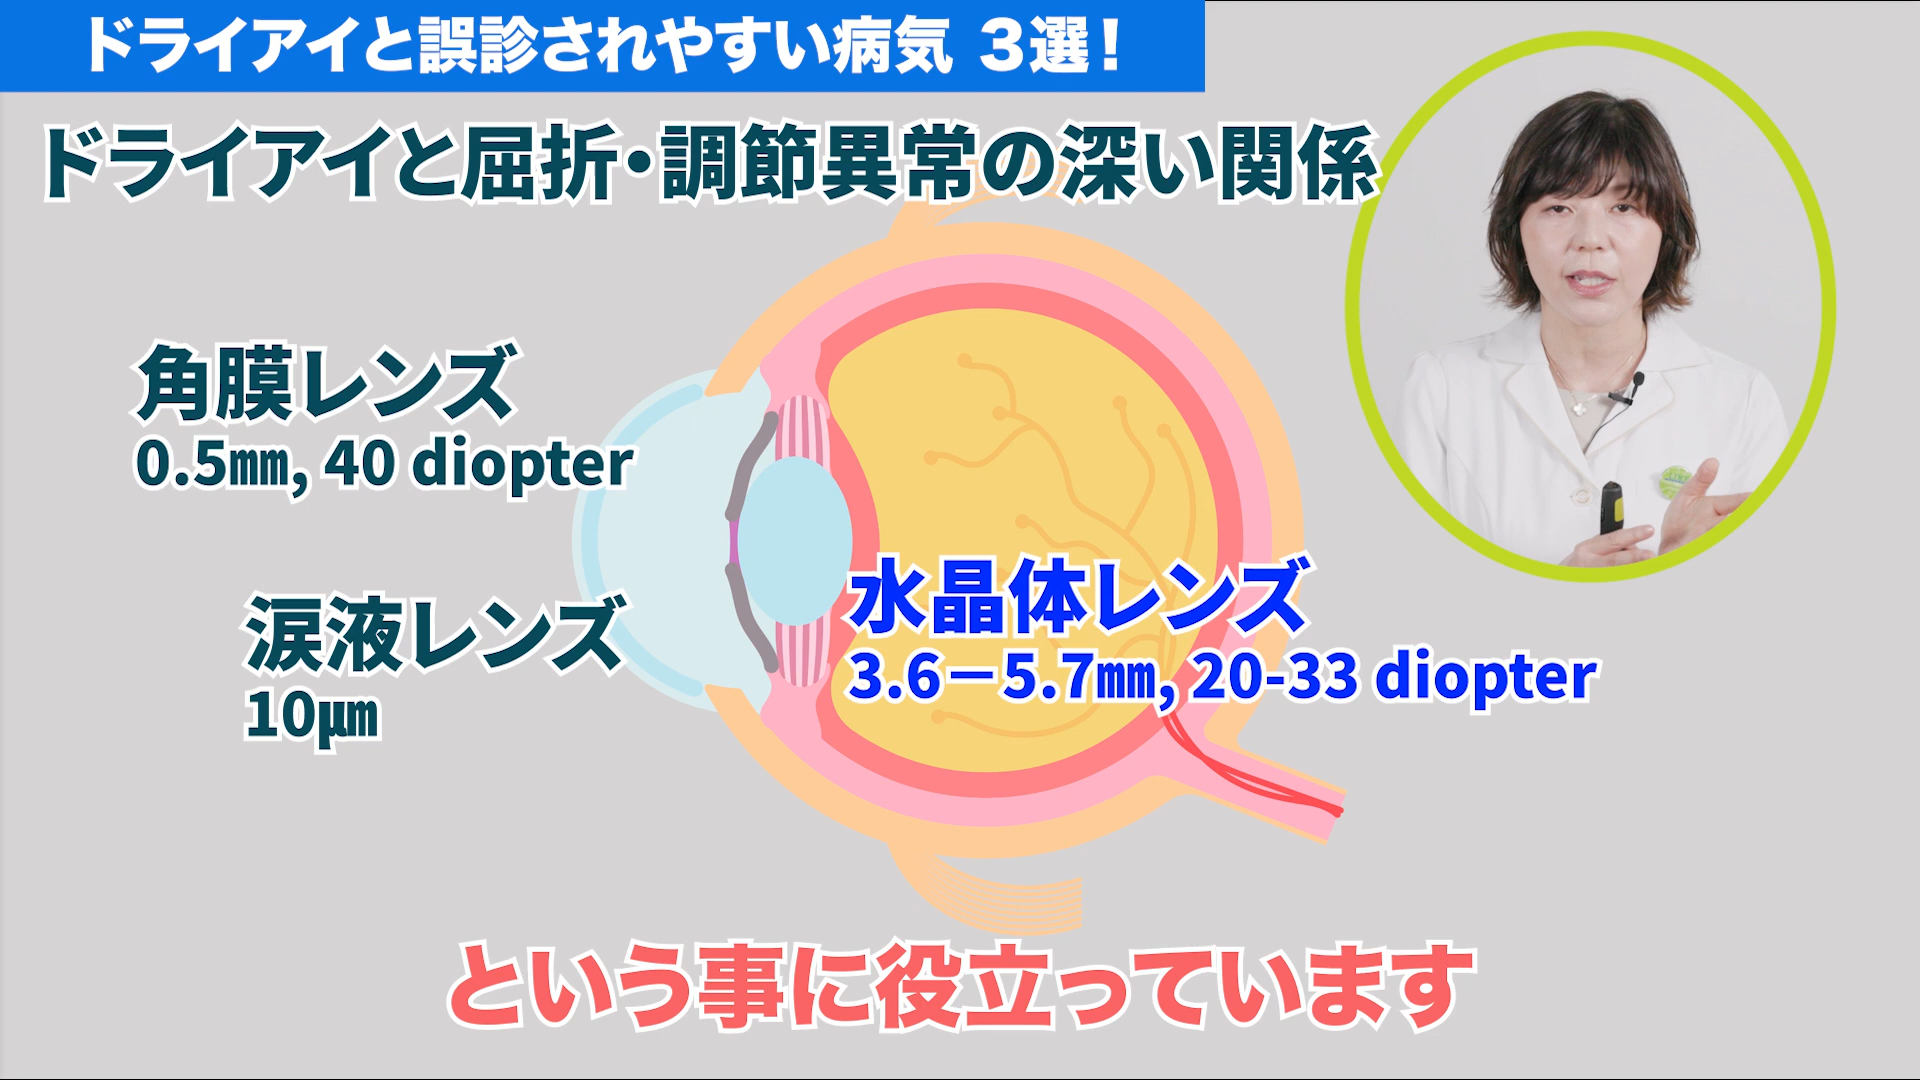 ドライアイと誤診されやすい病気 3選!
ドライアイと屈折・調節異常の深い関係
角膜レンズ
0.5㎜, 40 diopter
涙液レンズ
10㎛
水晶体レンズ
3.6－5.7㎜, 20-33 diopter
という事に役立っています